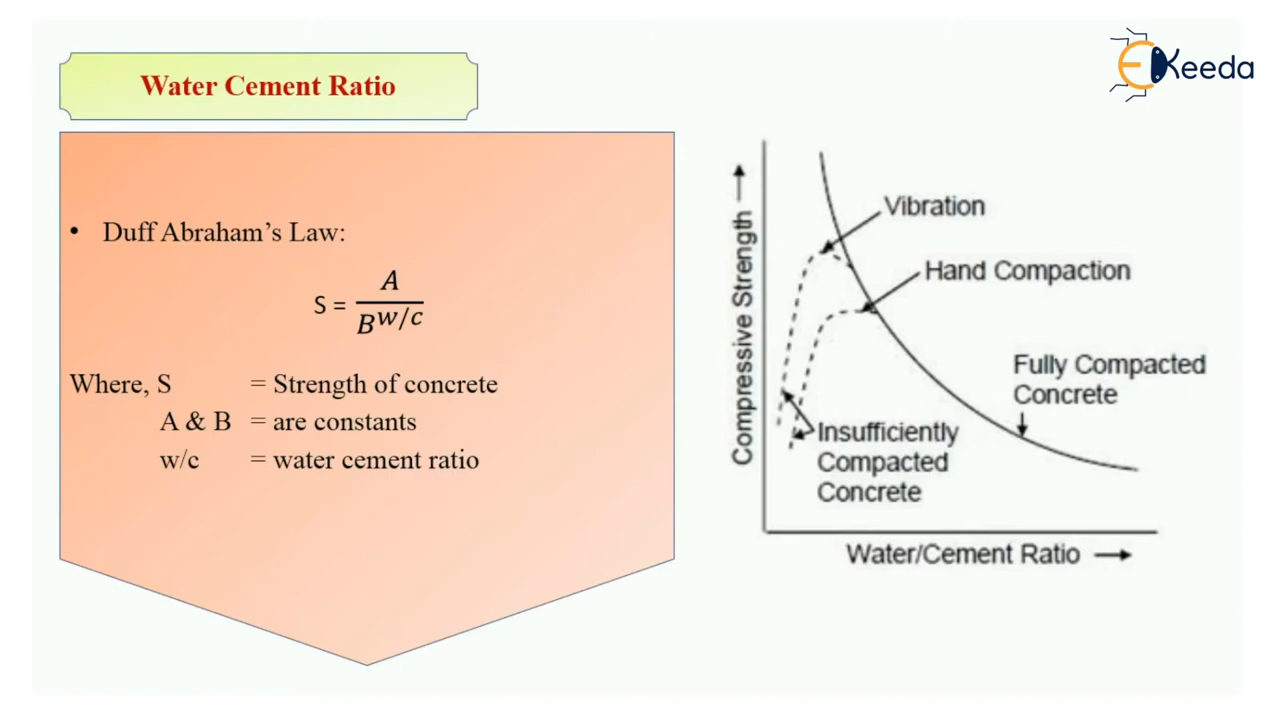 Water Cement Ratio
EKeeda
• Duff Abraham's Law:
S = A / B^w/c
Where, S = Strength of concrete
A & B = are constants
w/c = water cement ratio
Compressive Strength →
Vibration
Hand Compaction
Fully Compacted
Concrete
Insufficiently
Compacted
Concrete
Water/Cement Ratio →